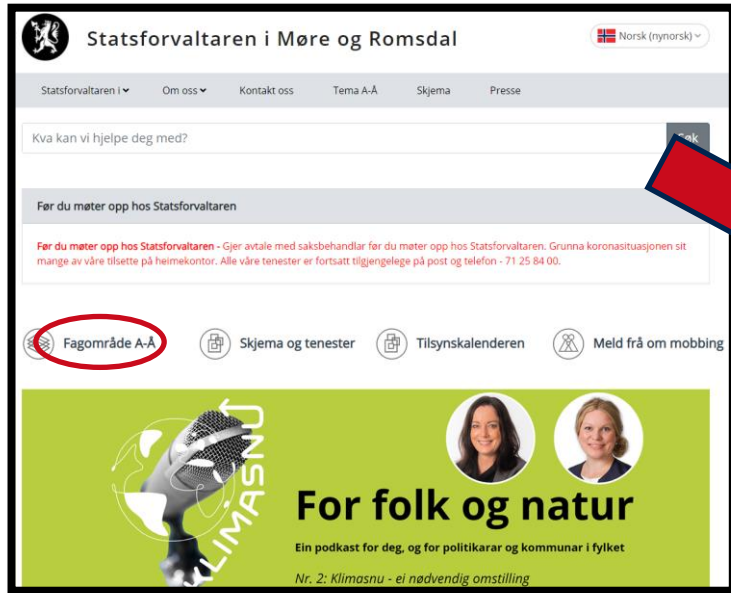 Statsforvaltaren i Møre og Romsdal
Norsk (nynorsk)
Statsforvaltaren i Om oss Kontakt oss Tema A-Å Skjema Presse
Kva kan vi hjelpe deg med?
Søk
Før du møter opp hos Statsforvaltaren
Før du møter opp hos Statsforvaltaren - Gjer avtale med saksbehandlar før du møter opp hos Statsforvaltaren. Grunna koronasituasjonen sit
mange av våre tilsette på heimekontor. Alle våre tenester er fortsatt tilgjengelege på post og telefon - 71 25 84 00.
Fagområde A-Å Skjema og tenester Tilsynskalenderen Meld frå om mobbing
KLIMASNU
For folk og natur
Ein podkast for deg, og for politikarar og kommunar i fylket
Nr. 2: Klimasnu - ei nødvendig omstilling